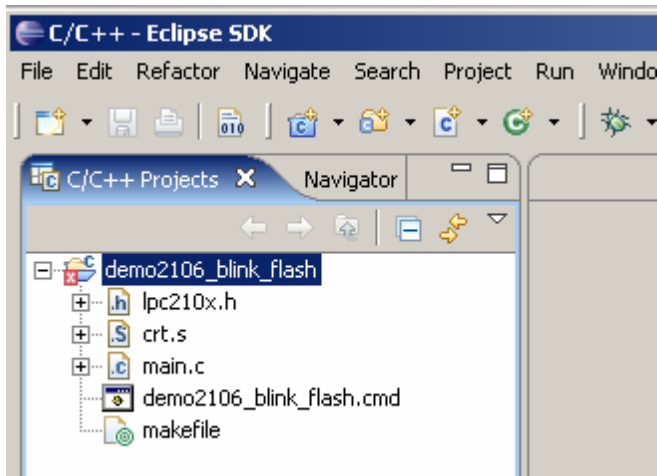 C/C++ - Eclipse SDK
File Edit Refactor Navigate Search Project Run Windo
010
C/C++ Projects Navigator
demo2106_blink_flash
.h lpc210x.h
.S crt.s
.c main.c
demo2106_blink_flash.cmd
makefile